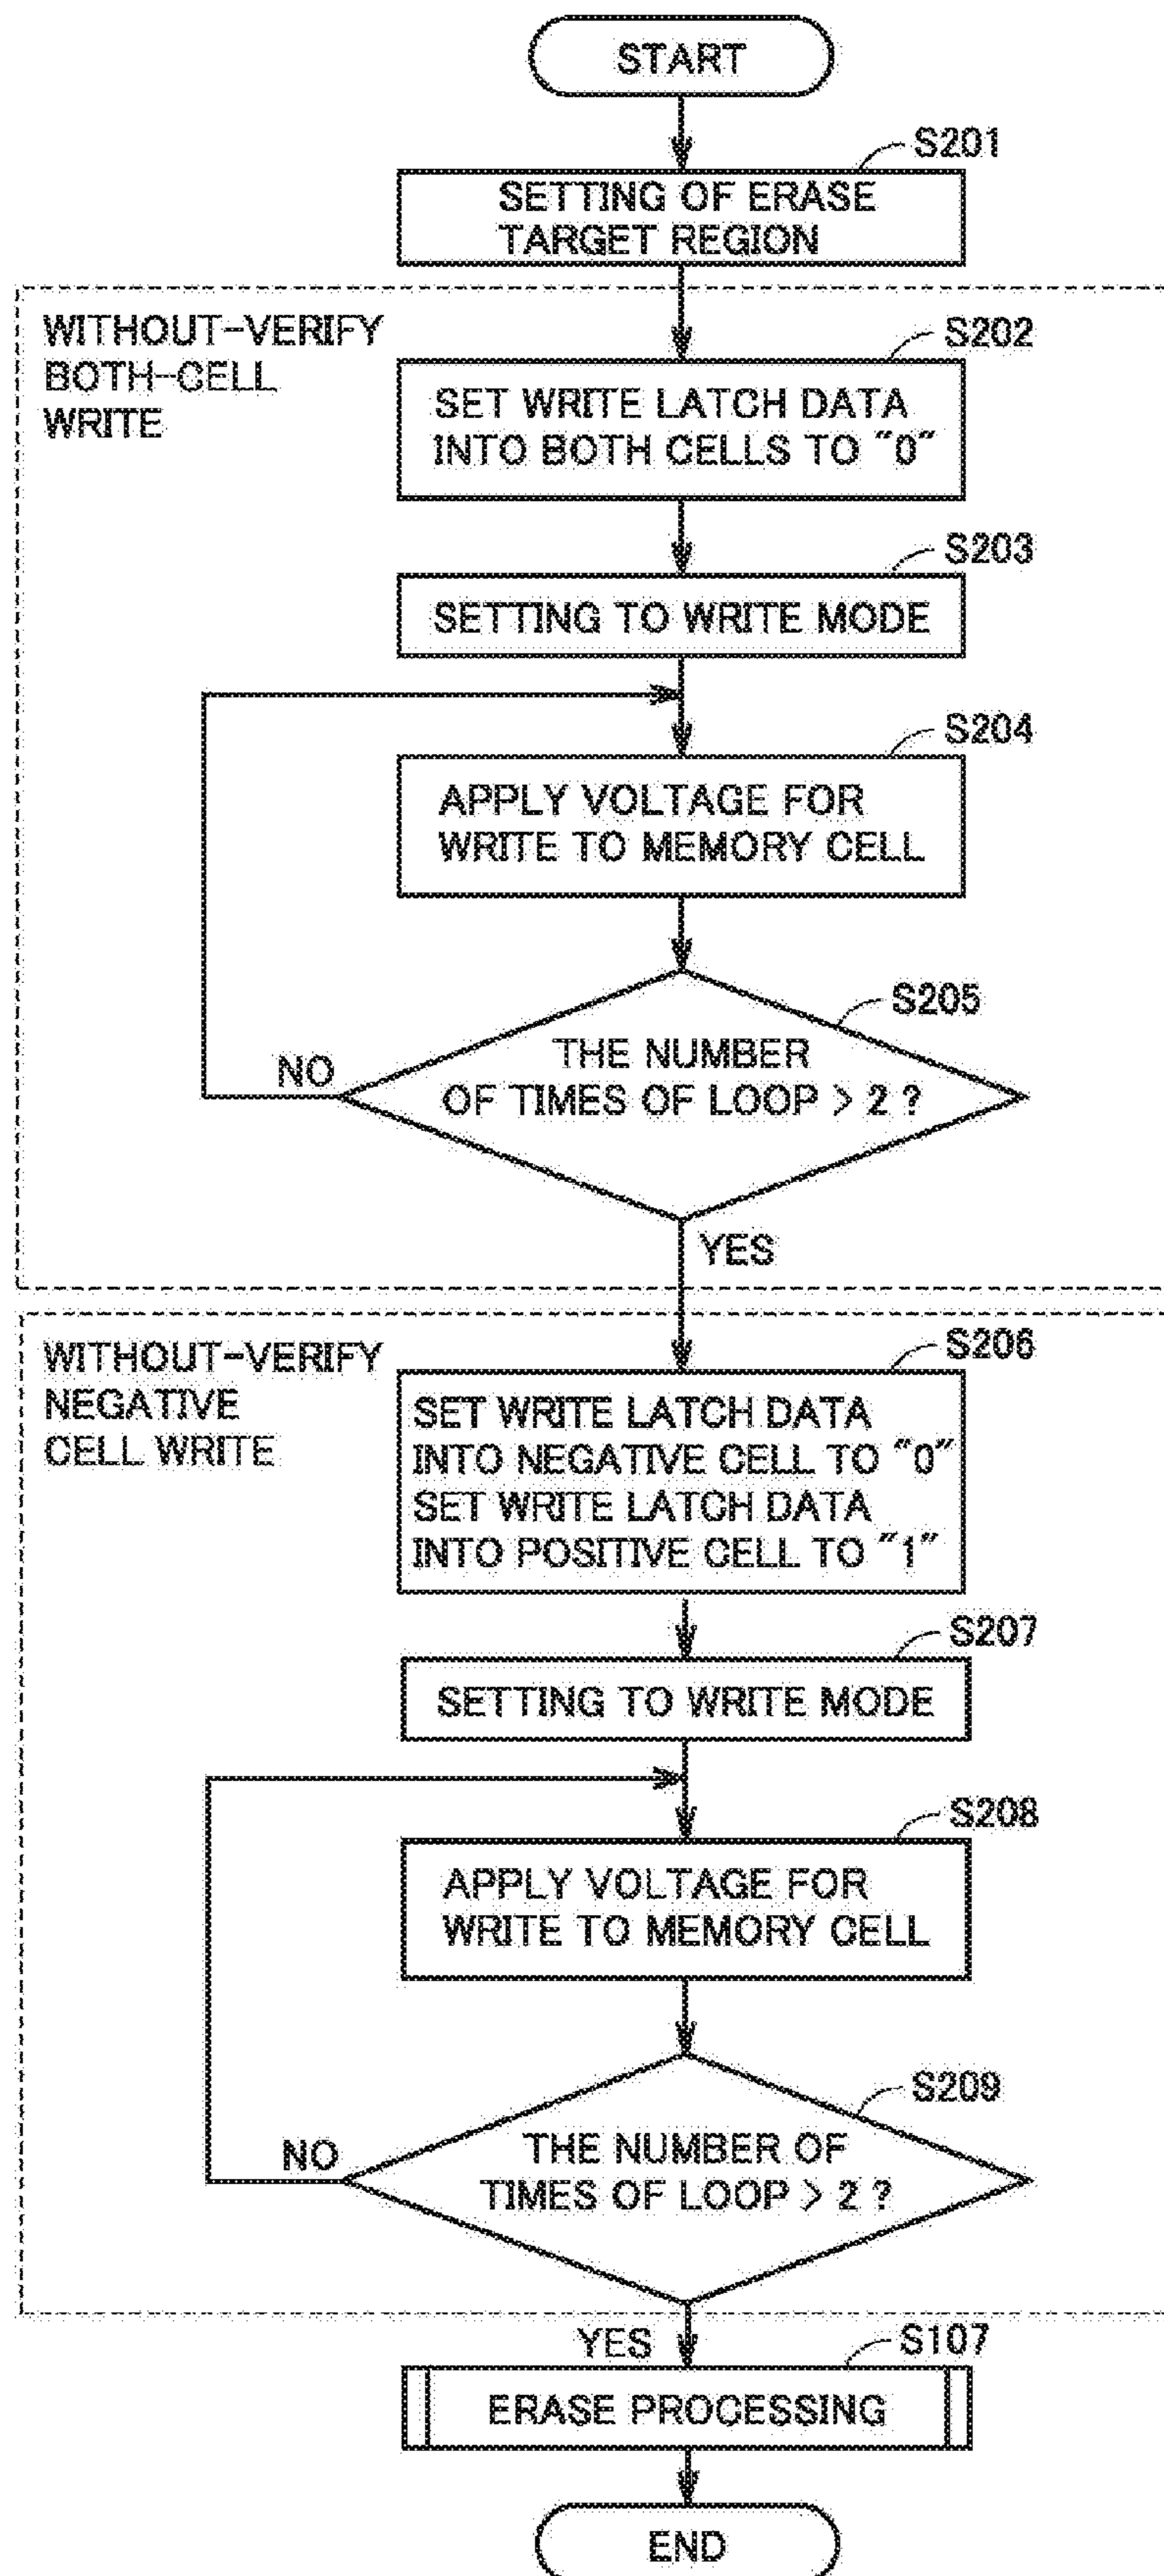 START
S201
SETTING OF ERASE
TARGET REGION
WITHOUT-VERIFY
BOTH-CELL
WRITE
S202
SET WRITE LATCH DATA
INTO BOTH CELLS TO "0"
S203
SETTING TO WRITE MODE
S204
APPLY VOLTAGE FOR
WRITE TO MEMORY CELL
S205
THE NUMBER
OF TIMES OF LOOP > 2 ?
NO
YES
WITHOUT-VERIFY
NEGATIVE
CELL WRITE
S206
SET WRITE LATCH DATA
INTO NEGATIVE CELL TO "0"
SET WRITE LATCH DATA
INTO POSITIVE CELL TO "1"
S207
SETTING TO WRITE MODE
S208
APPLY VOLTAGE FOR
WRITE TO MEMORY CELL
S209
THE NUMBER OF
TIMES OF LOOP > 2 ?
NO
YES
S107
ERASE PROCESSING
END